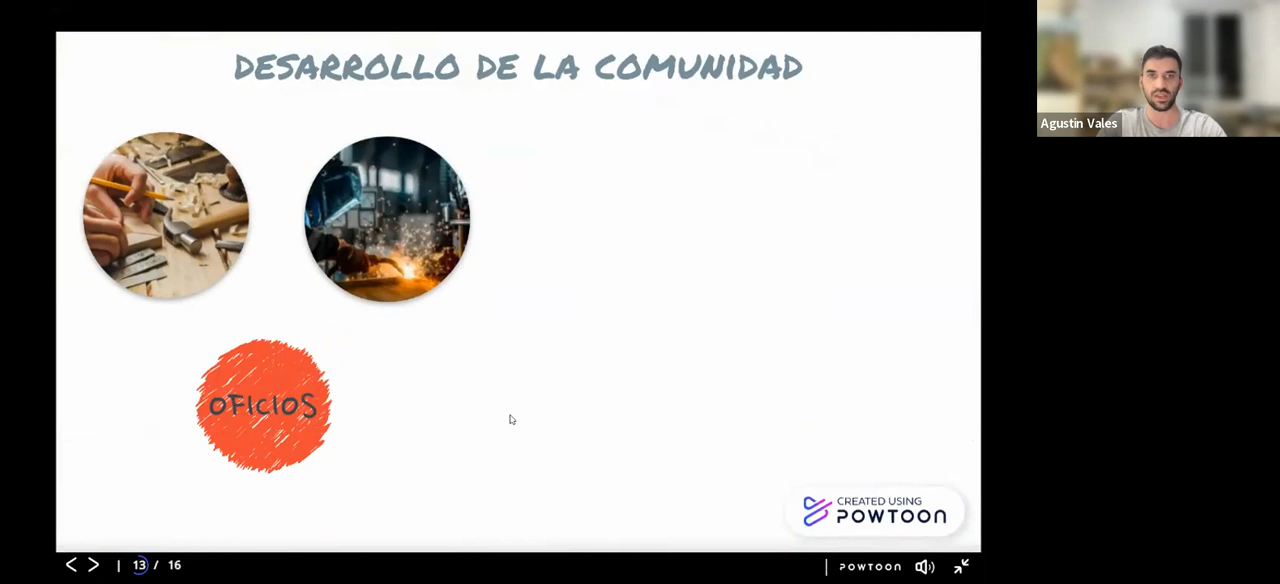 DESARROLLO DE LA COMUNIDAD
Agustin Vales
OFICIOS
CREATED USING
POWTOON
13 / 16
POWTOON